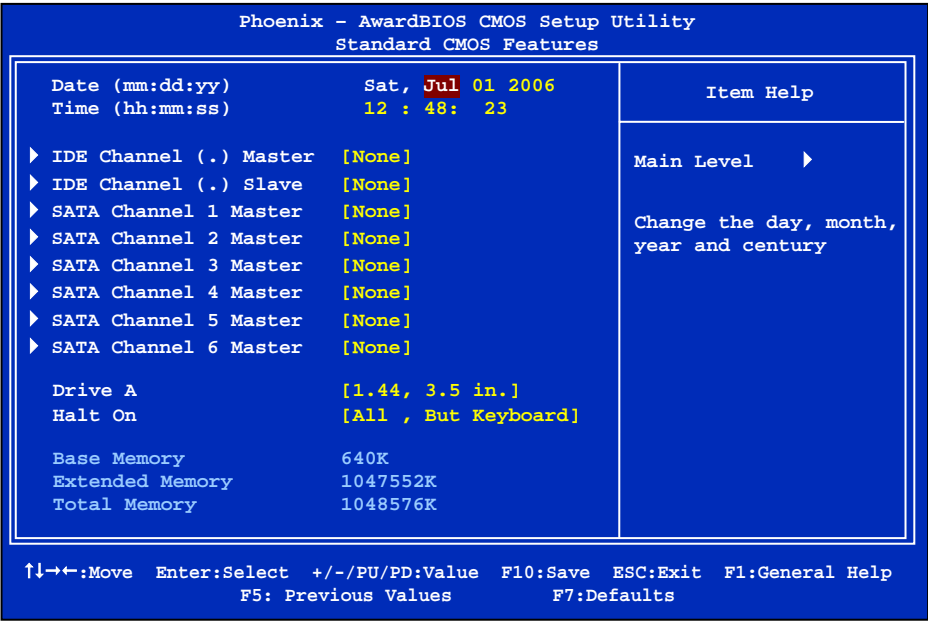 Phoenix – AwardBIOS CMOS Setup Utility
Standard CMOS Features
Date (mm:dd:yy) Sat, Jul 01 2006
Time (hh:mm:ss) 12 : 48: 23
IDE Channel (.) Master [None]
IDE Channel (.) Slave [None]
SATA Channel 1 Master [None]
SATA Channel 2 Master [None]
SATA Channel 3 Master [None]
SATA Channel 4 Master [None]
SATA Channel 5 Master [None]
SATA Channel 6 Master [None]
Drive A [1.44, 3.5 in.]
Halt On [All , But Keyboard]
Base Memory 640K
Extended Memory 1047552K
Total Memory 1048576K
Item Help
Main Level
Change the day, month,
year and century
↑↓→←:Move Enter:Select +/-/PU/PD:Value F10:Save ESC:Exit F1:General Help
F5: Previous Values F7:Defaults